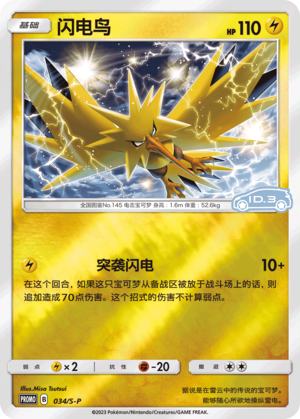 基础 闪电鸟 HP 110
全国图鉴No.145 电击宝可梦 身高：1.6m 体重：52.6kg
ID.3
突袭闪电 10+
在这个回合，如果这只宝可梦从备战区被放于战斗场上的话，则
追加造成70点伤害。这个招式的伤害不计算弱点。
弱点 ×2 抗性 -20 撤退
Illus.Misa Tsutsui
PROMO B 034/S-P
据说是在雷云中的传说的宝可梦。
能随心所欲地操纵雷电。
©2023 Pokémon/Nintendo/Creatures/GAME FREAK.